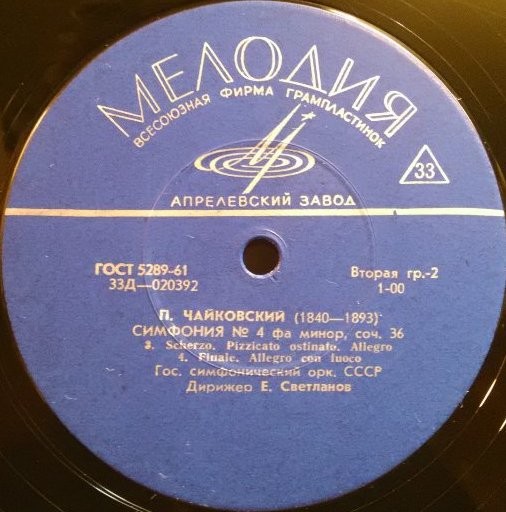 МЕЛОДИЯ
ВСЕСОЮЗНАЯ ФИРМА ГРАМПЛАСТИНОК
33
АПРЕЛЕВСКИЙ ЗАВОД
ГОСТ 5289-61
Вторая гр.-2
33Д—020392
1-00
П. ЧАЙКОВСКИЙ (1840—1893)
СИМФОНИЯ № 4 фа минор, соч. 36
3. Scherzo. Pizzicato ostinato. Allegro
4. Finale. Allegro con fuoco
Гос. симфонический орк. СССР
Дирижер Е. Светланов